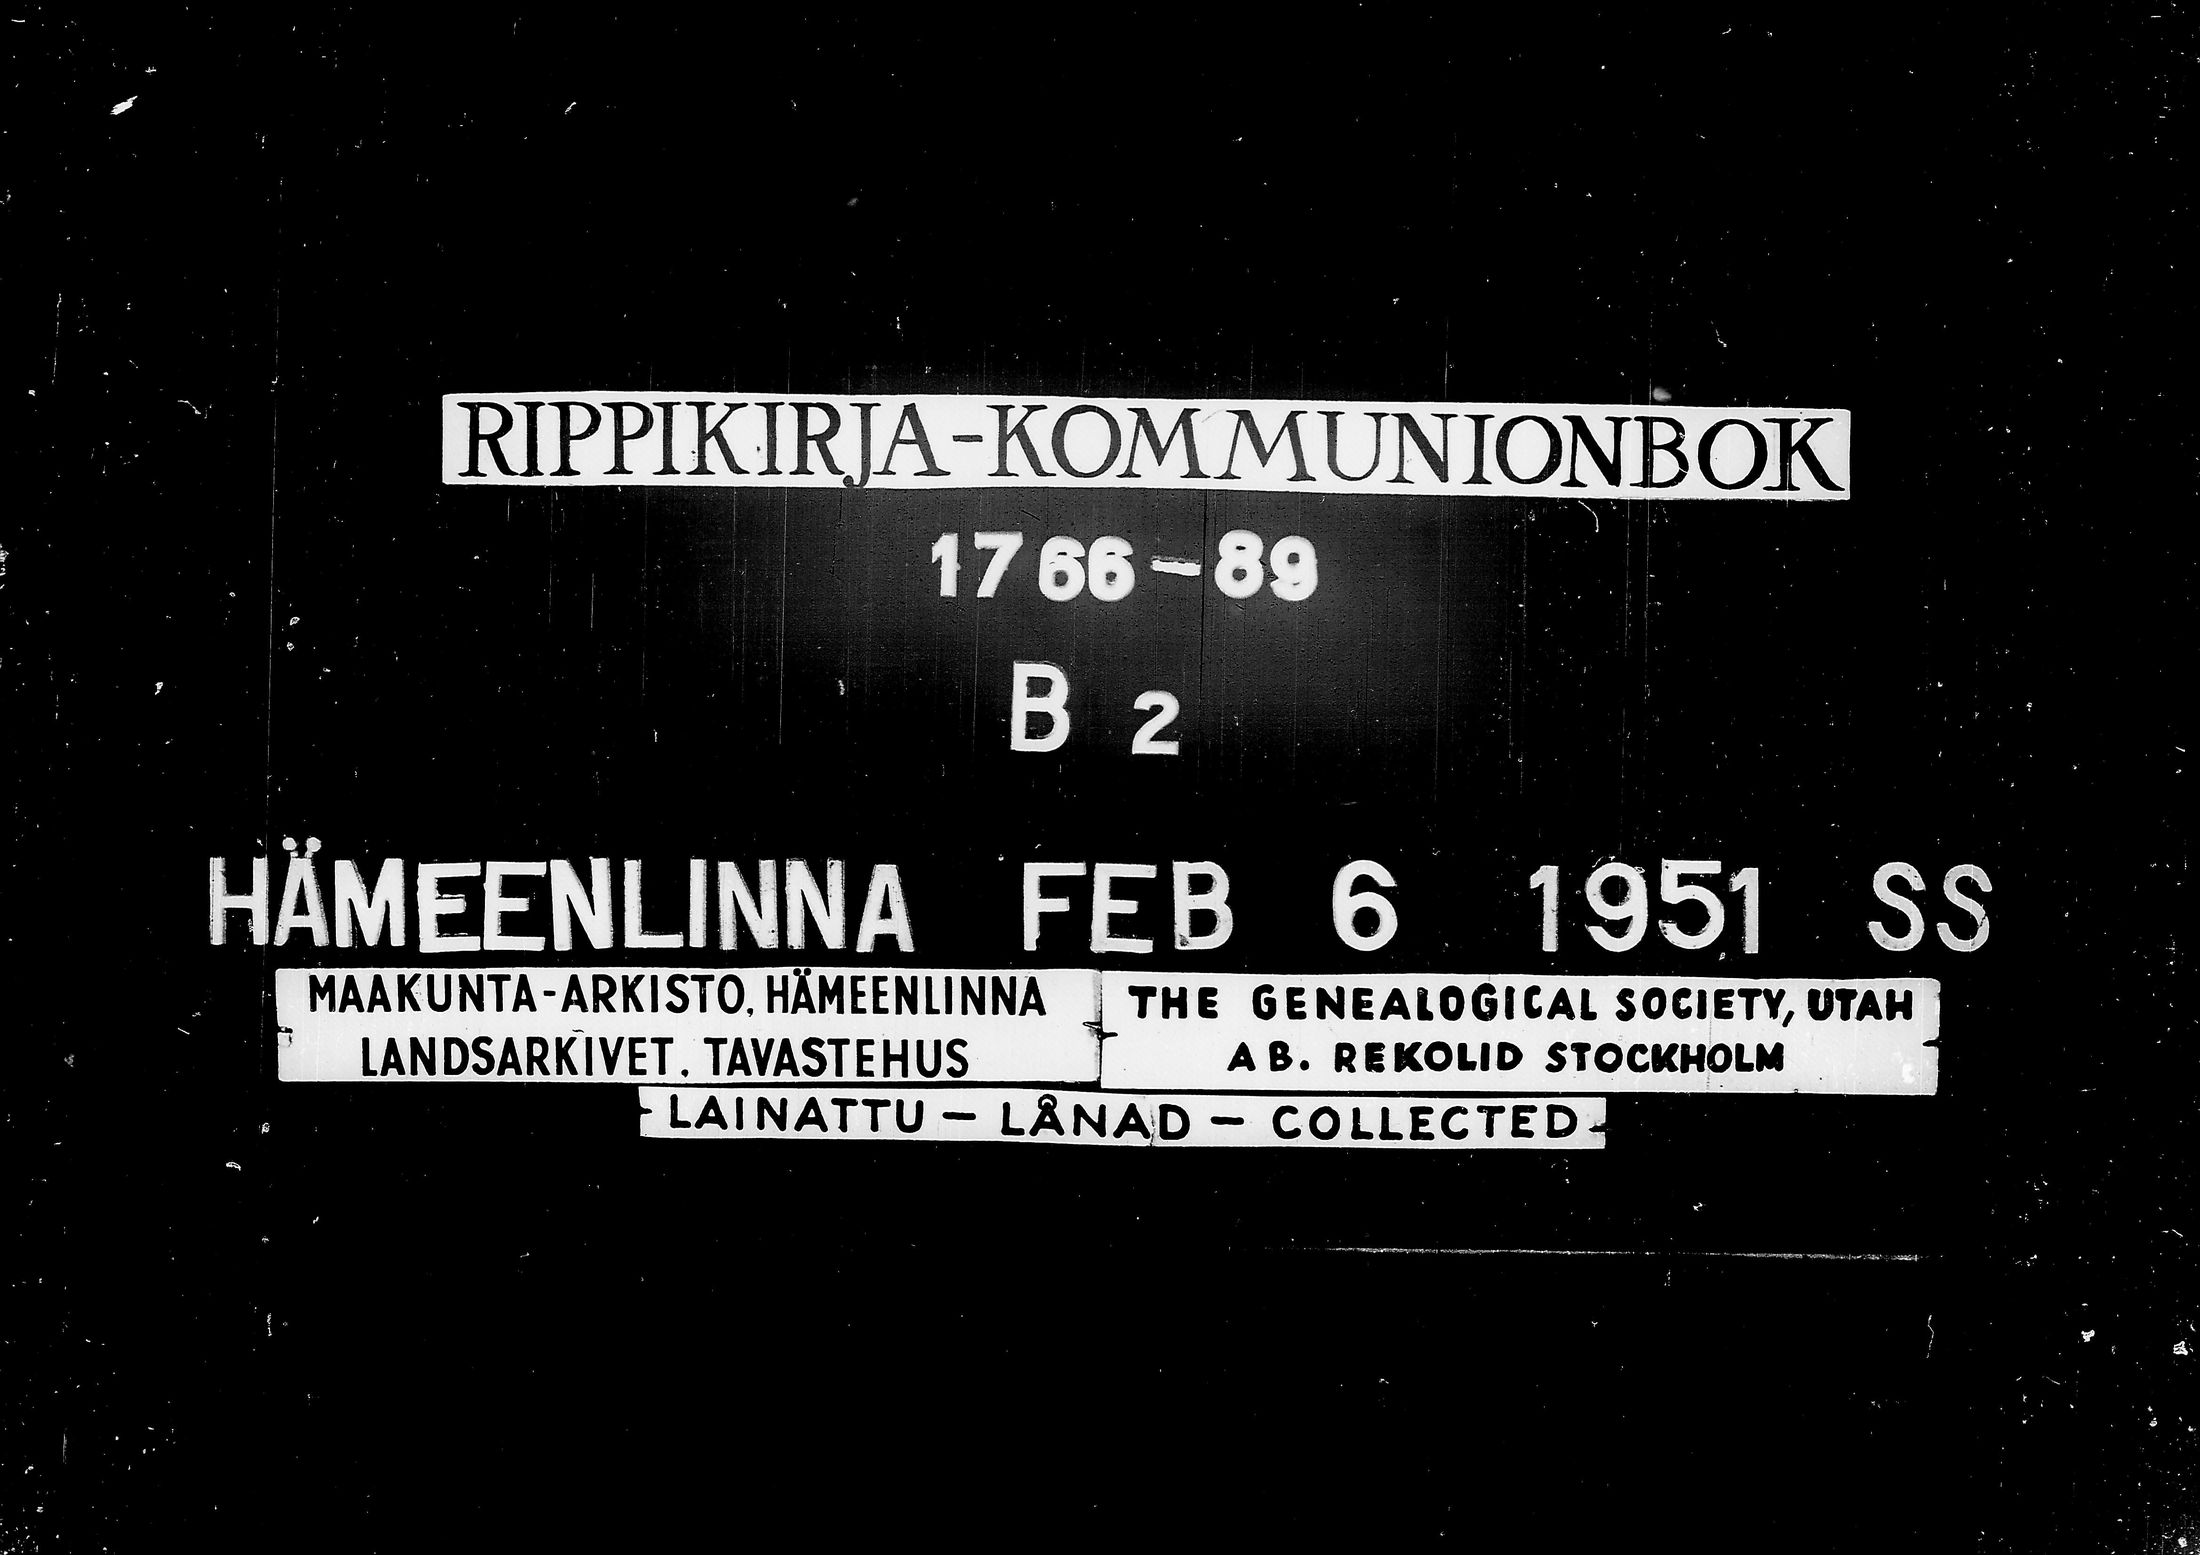 RIPPIKIRJA-KOMMUNIONBOK
1766-89
B 2
HÄMEENLINNA FEB 6 1951 SS
MAAKUNTA-ARKISTO, HÄMEENLINNA
LANDSARKIVET. TAVASTEHUS
THE GENEALOGICAL SOCIETY, UTAH
AB. REKOLID STOCKHOLM
LAINATTU - LÅNAD - COLLECTED